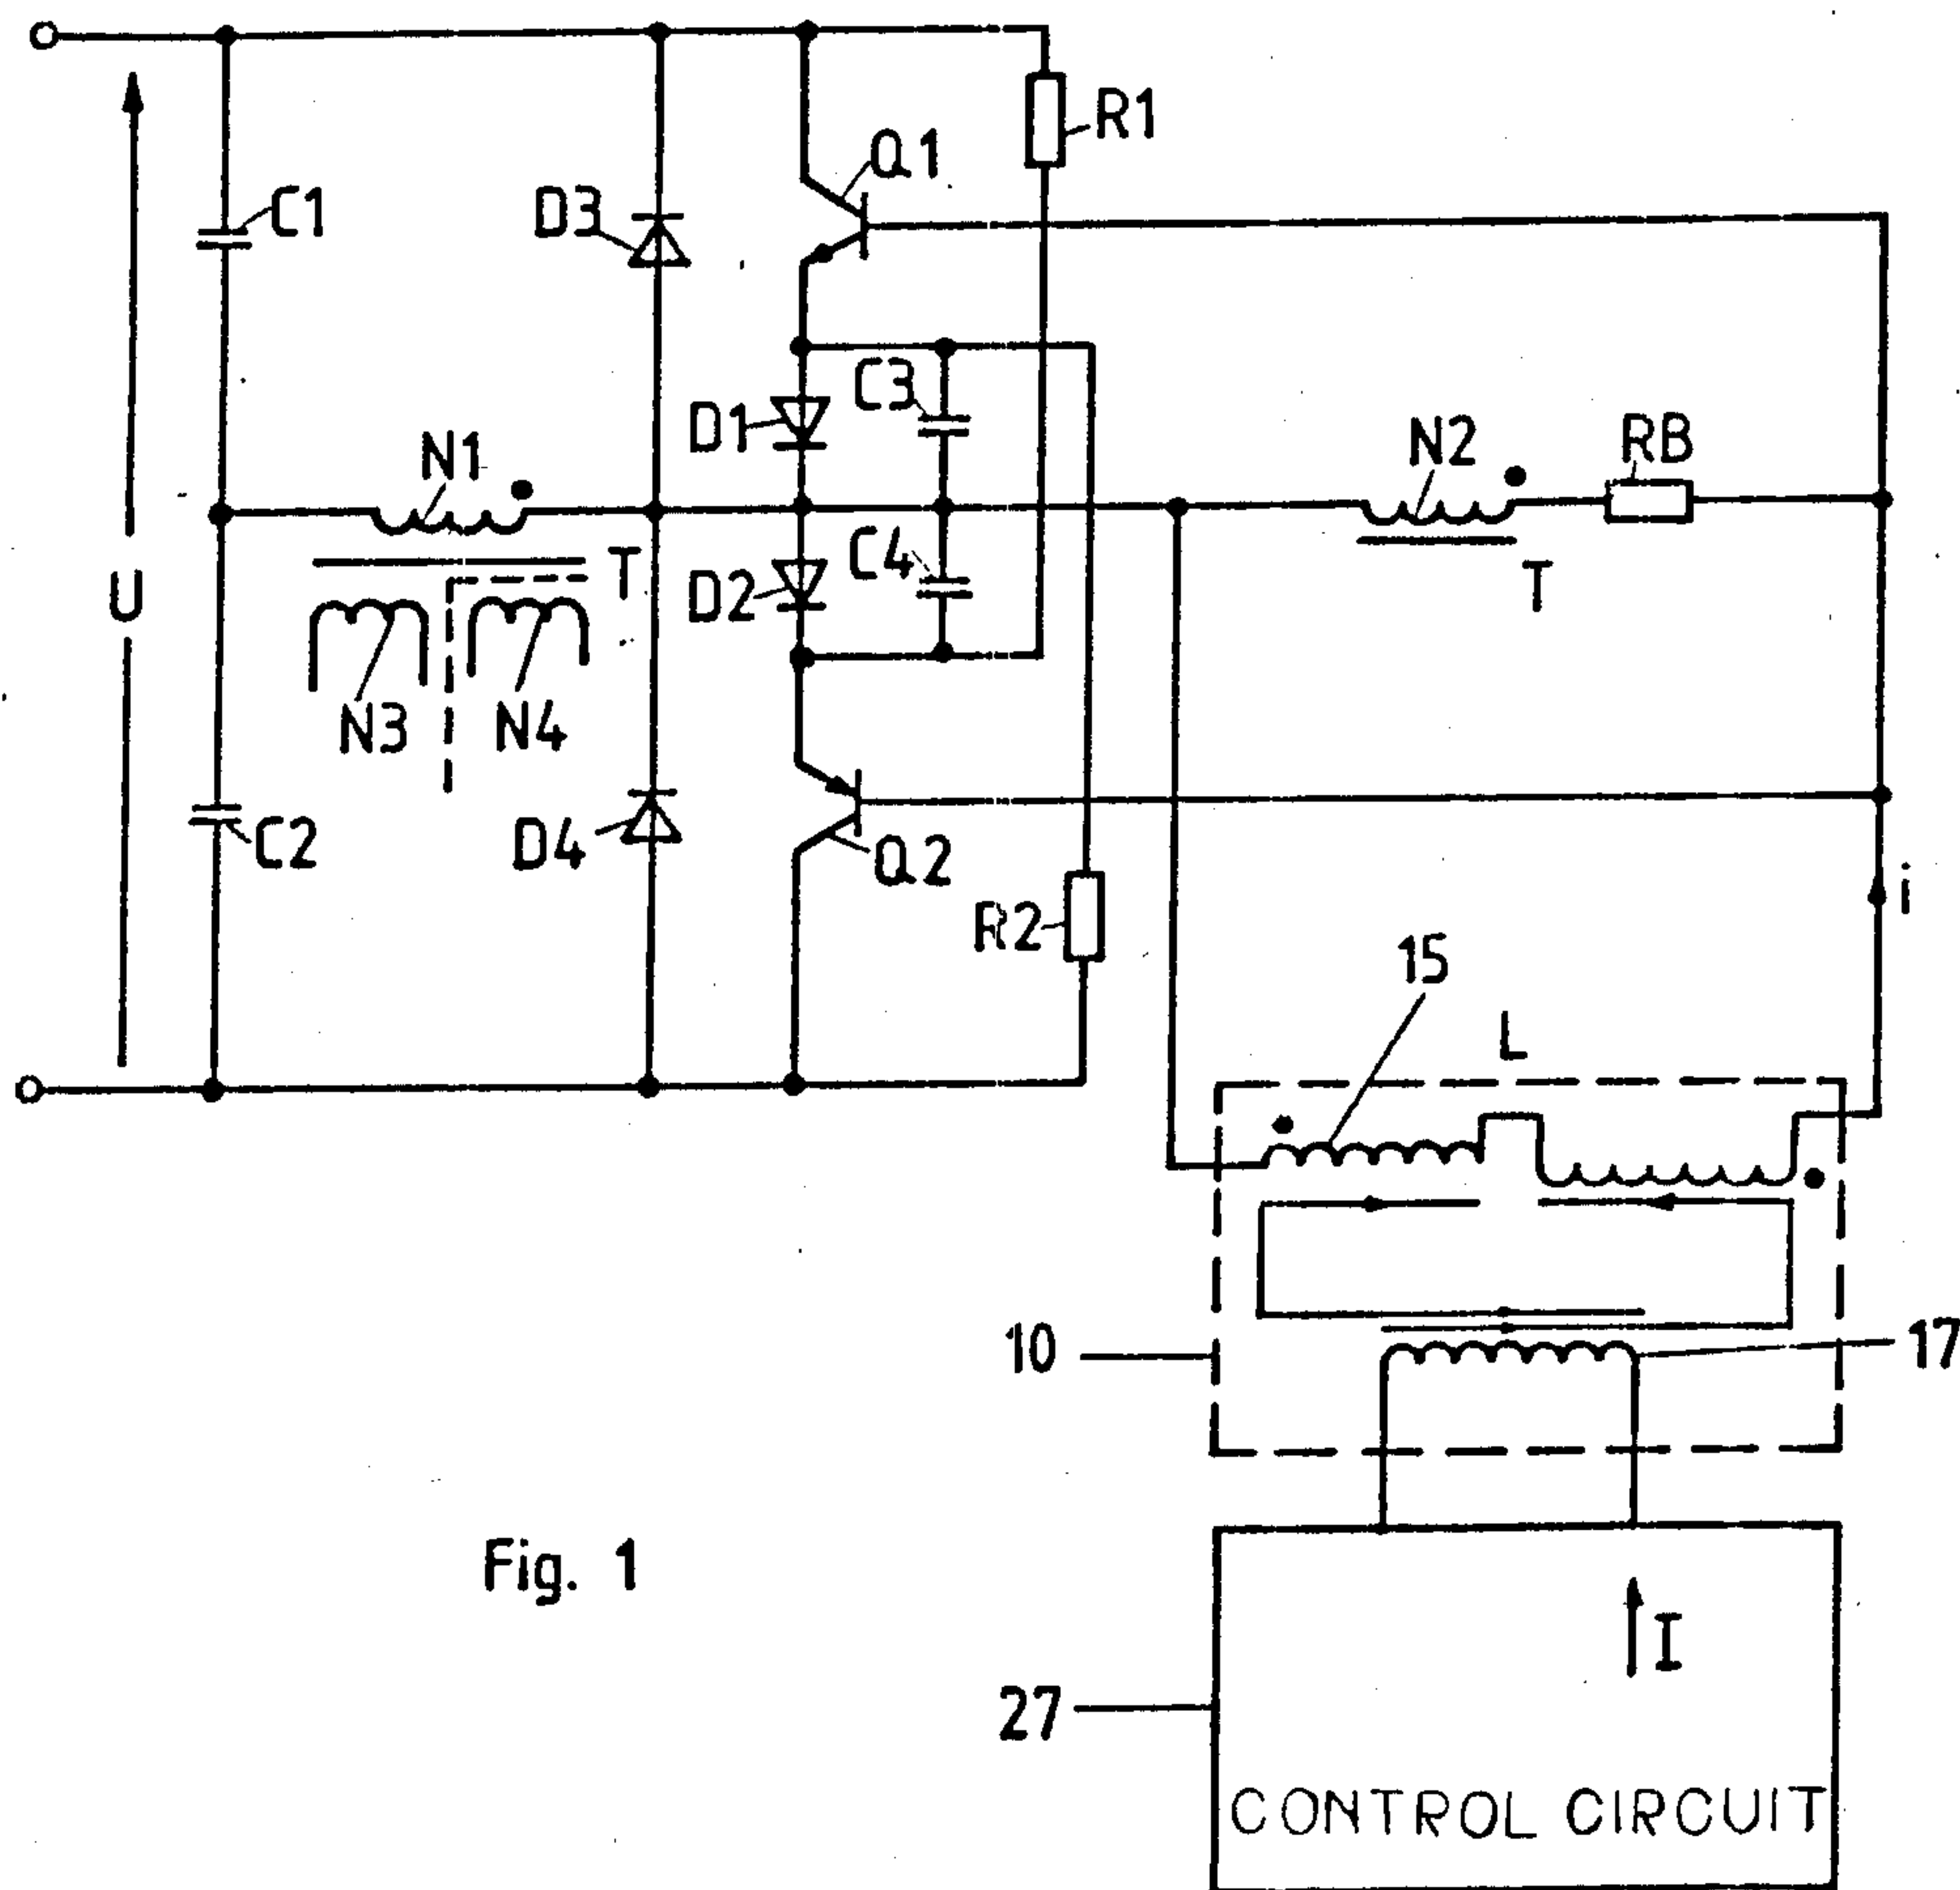 R1
Q1
C1
D3
C3
D1
N1
N2
RB
C4
T
T
U
D2
N3
N4
D4
C2
Q2
i
R2
15
L
10
17
Fig. 1
I
27
CONTROL CIRCUIT